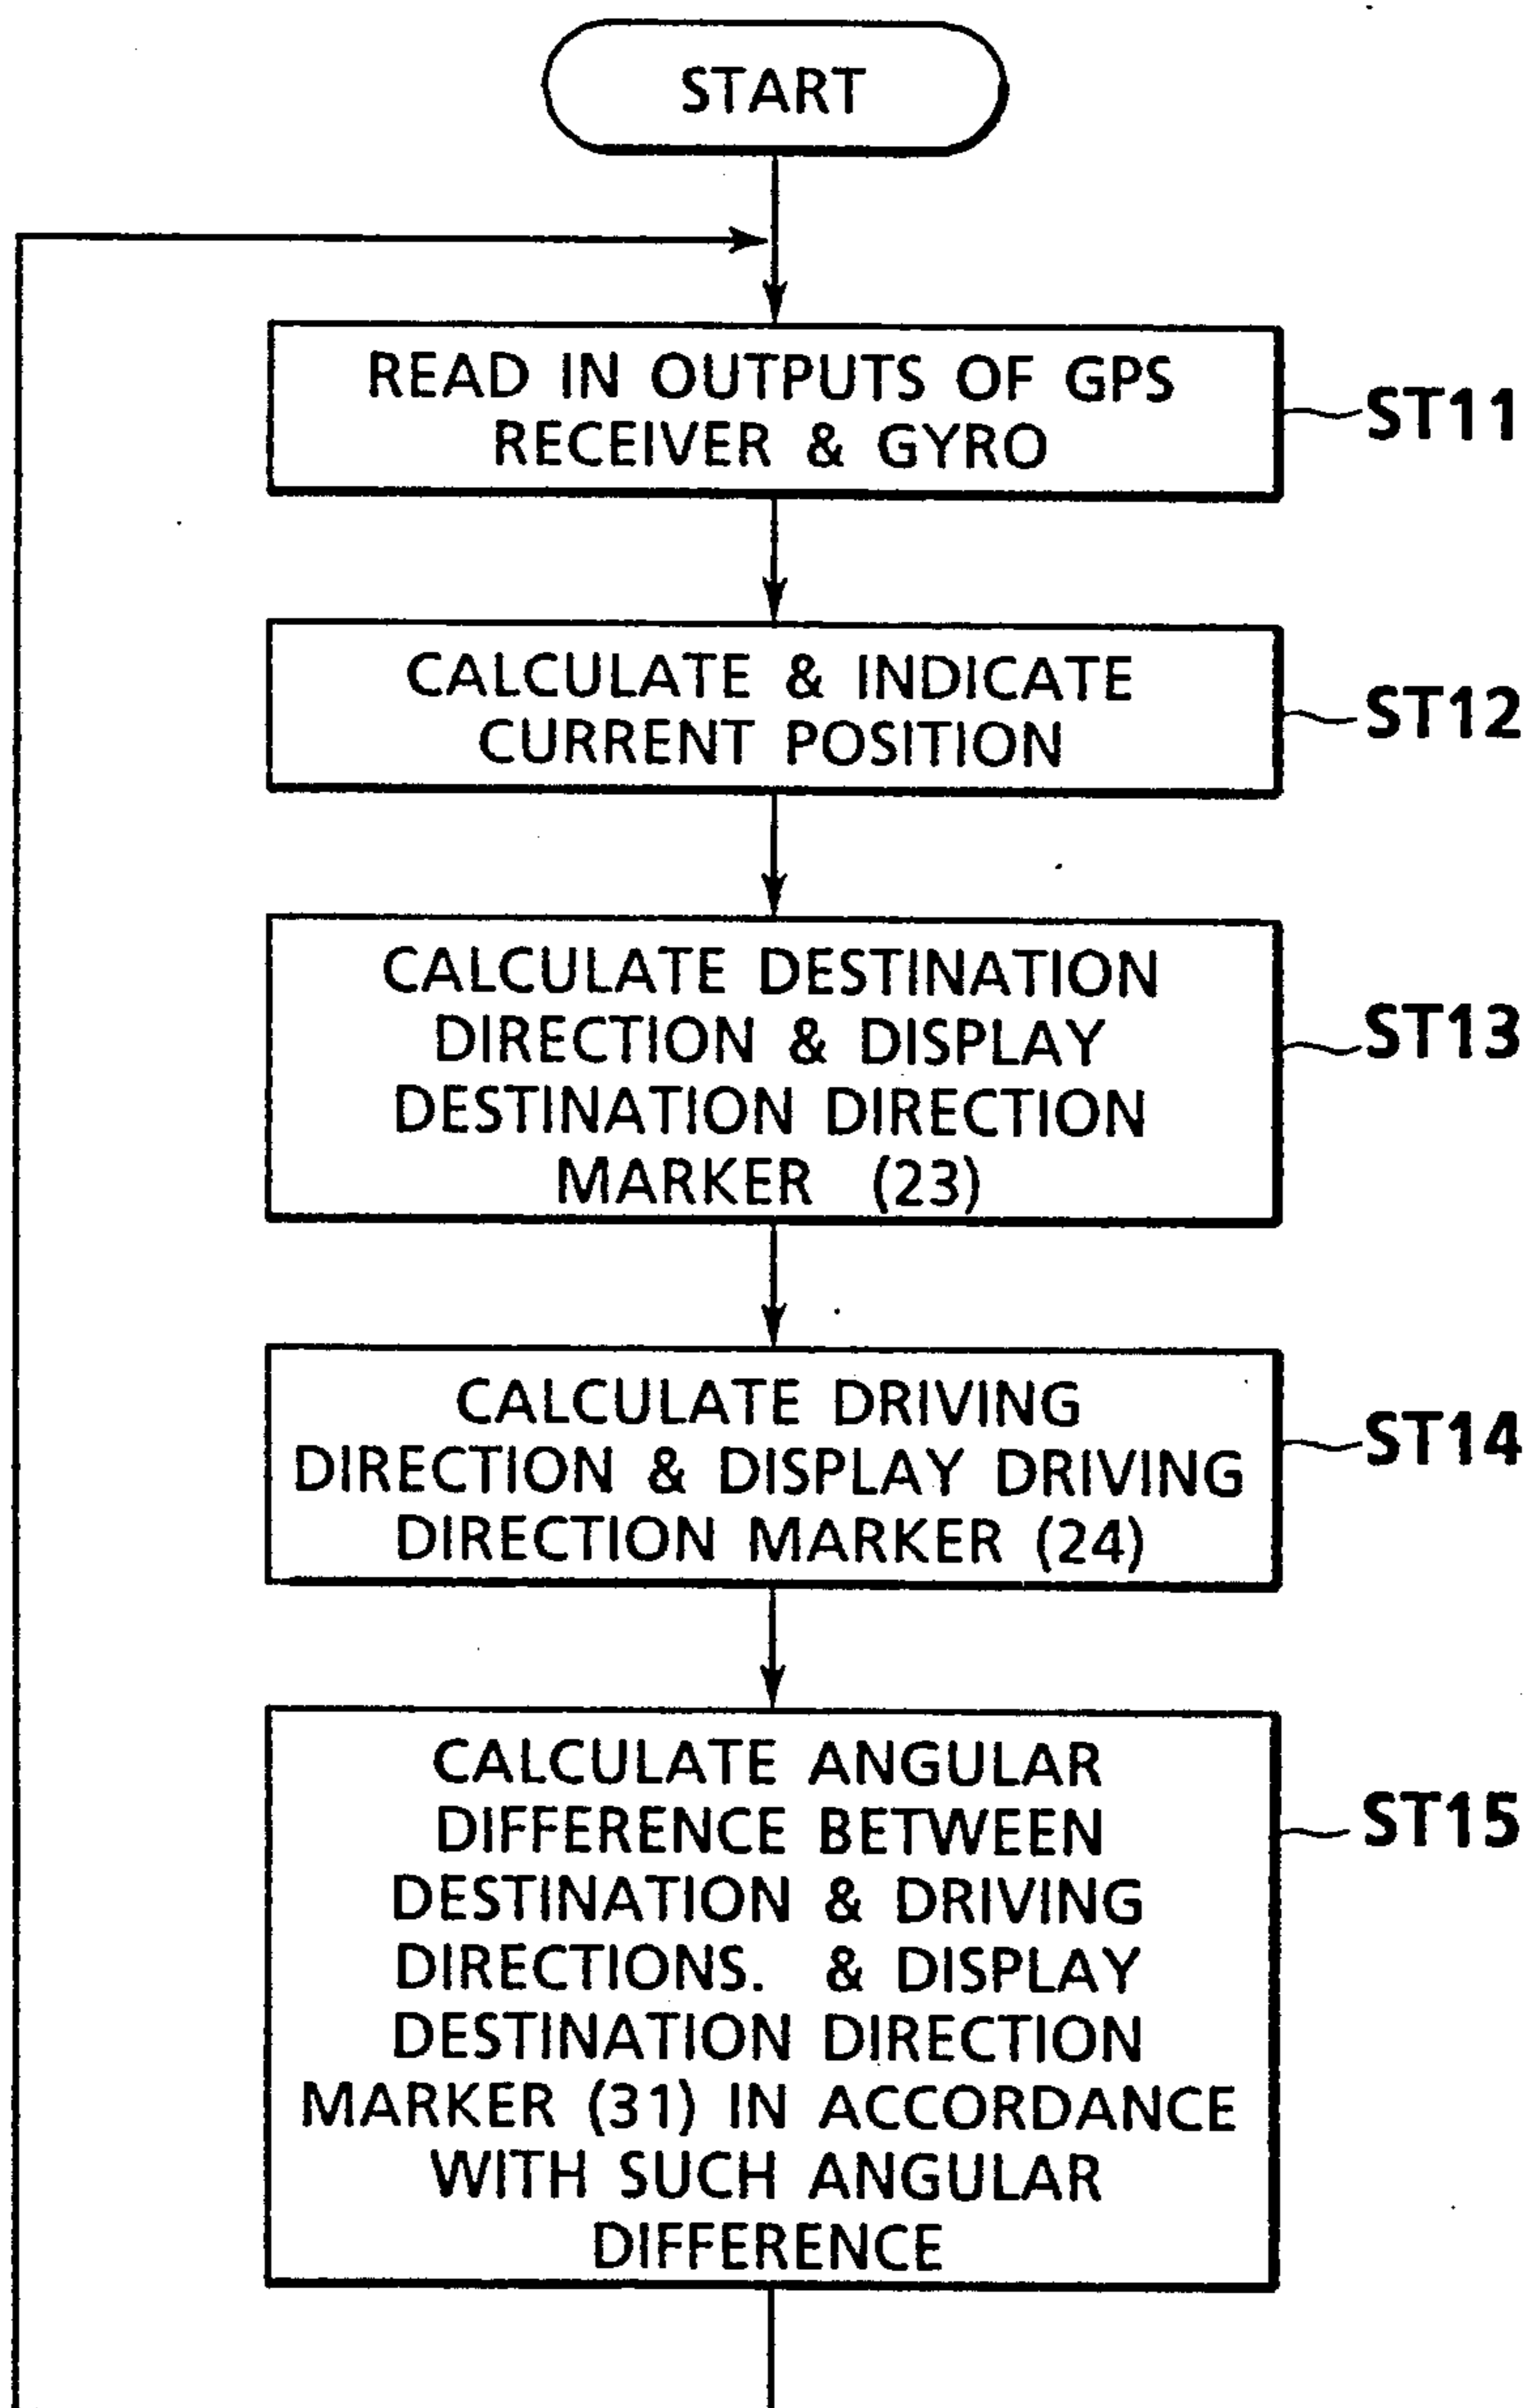 START
READ IN OUTPUTS OF GPS
RECEIVER & GYRO
ST11
CALCULATE & INDICATE
CURRENT POSITION
ST12
CALCULATE DESTINATION
DIRECTION & DISPLAY
DESTINATION DIRECTION
MARKER (23)
ST13
CALCULATE DRIVING
DIRECTION & DISPLAY DRIVING
DIRECTION MARKER (24)
ST14
CALCULATE ANGULAR
DIFFERENCE BETWEEN
DESTINATION & DRIVING
DIRECTIONS. & DISPLAY
DESTINATION DIRECTION
MARKER (31) IN ACCORDANCE
WITH SUCH ANGULAR
DIFFERENCE
ST15